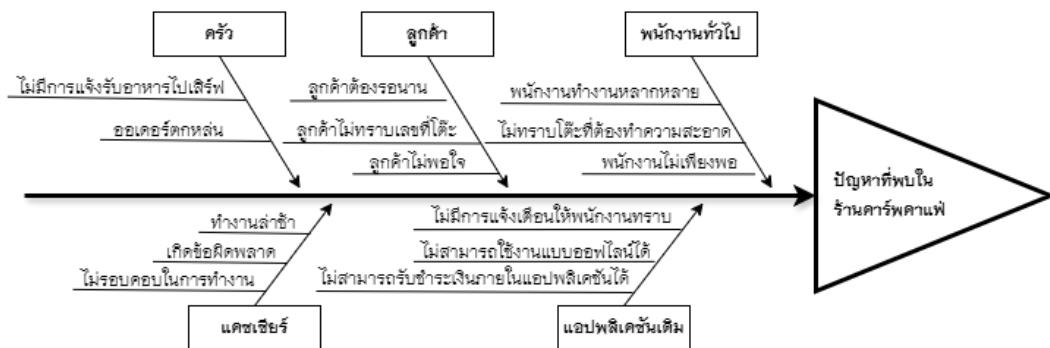 ครัว
ลูกค้า
พนักงานทั่วไป
ไม่มีการแจ้งรับอาหารไปเสิร์ฟ
ออเดอร์ตกหล่น
ลูกค้าต้องรอนาน
ลูกค้าไม่ทราบเลขที่โต๊ะ
ลูกค้าไม่พอใจ
พนักงานทำงานหลากหลาย
ไม่ทราบโต๊ะที่ต้องทำความสะอาด
พนักงานไม่เพียงพอ
ปัญหาที่พบใน
ร้านคาร์พคาเฟ่
ทำงานล่าช้า
เกิดข้อผิดพลาด
ไม่รอบคอบในการทำงาน
ไม่มีการแจ้งเตือนให้พนักงานทราบ
ไม่สามารถใช้งานแบบออฟไลน์ได้
ไม่สามารถรับชำระเงินภายในแอปพลิเคชันได้
แคชเชียร์
แอปพลิเคชันเดิม